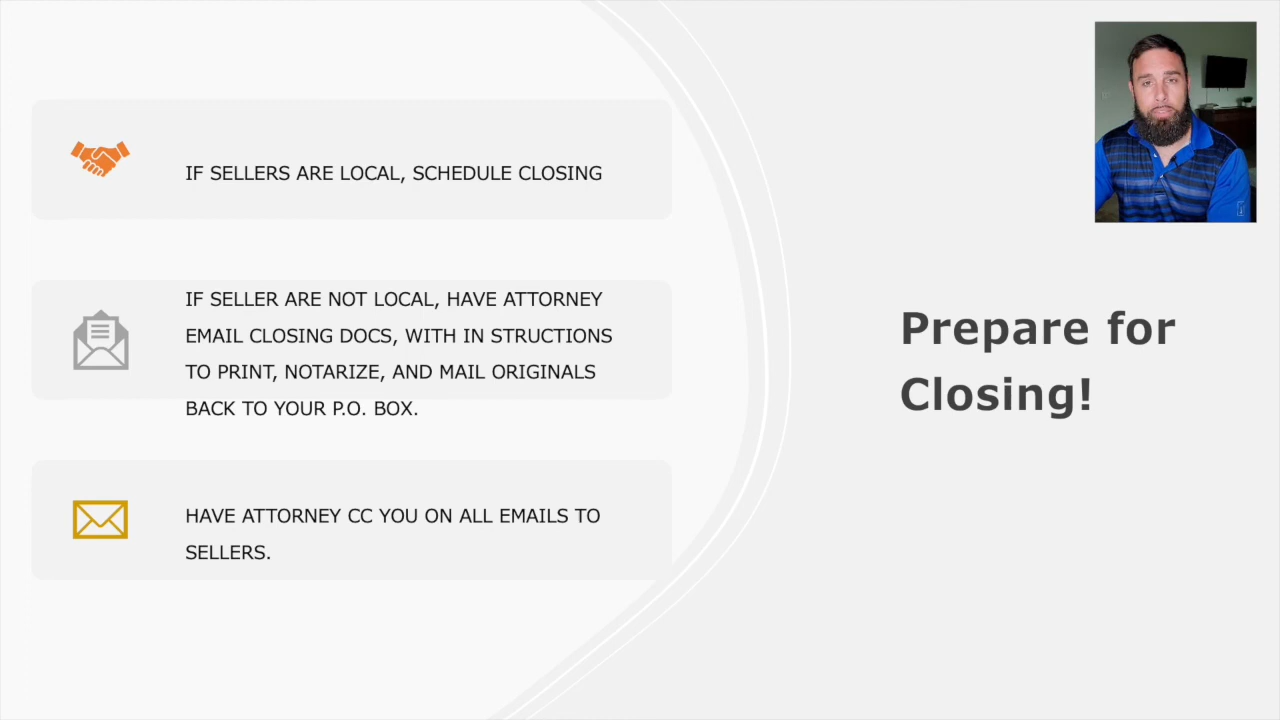 IF SELLERS ARE LOCAL, SCHEDULE CLOSING
IF SELLER ARE NOT LOCAL, HAVE ATTORNEY
EMAIL CLOSING DOCS, WITH IN STRUCTIONS
TO PRINT, NOTARIZE, AND MAIL ORIGINALS
BACK TO YOUR P.O. BOX.
HAVE ATTORNEY CC YOU ON ALL EMAILS TO
SELLERS.
Prepare for
Closing!